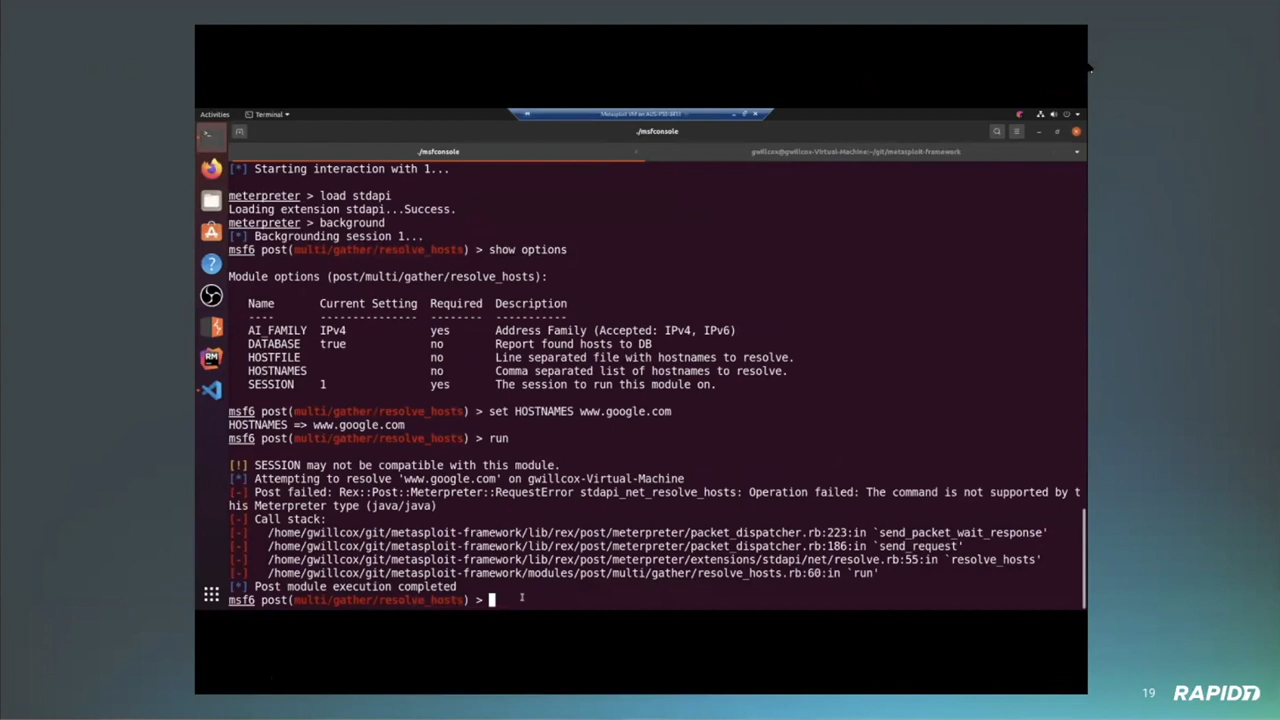 Activities Terminal
./msfconsole
./msfconsole gwillcox@gwillcox-Virtual-Machine:~/git/metasploit-framework
[*] Starting interaction with 1...
meterpreter > load stdapi
Loading extension stdapi...Success.
meterpreter > background
[*] Backgrounding session 1...
msf6 post(multi/gather/resolve_hosts) > show options
Module options (post/multi/gather/resolve_hosts):
Name Current Setting Required Description
---- --------------- -------- -----------
AI_FAMILY IPv4 yes Address Family (Accepted: IPv4, IPv6)
DATABASE true no Report found hosts to DB
HOSTFILE no Line separated file with hostnames to resolve.
HOSTNAMES no Comma separated list of hostnames to resolve.
SESSION 1 yes The session to run this module on.
msf6 post(multi/gather/resolve_hosts) > set HOSTNAMES www.google.com
HOSTNAMES => www.google.com
msf6 post(multi/gather/resolve_hosts) > run
[!] SESSION may not be compatible with this module.
[*] Attempting to resolve 'www.google.com' on gwillcox-Virtual-Machine
[-] Post failed: Rex::Post::Meterpreter::RequestError stdapi_net_resolve_hosts: Operation failed: The command is not supported by t
his Meterpreter type (java/java)
[-] Call stack:
[-] /home/gwillcox/git/metasploit-framework/lib/rex/post/meterpreter/packet_dispatcher.rb:223:in `send_packet_wait_response'
[-] /home/gwillcox/git/metasploit-framework/lib/rex/post/meterpreter/packet_dispatcher.rb:186:in `send_request'
[-] /home/gwillcox/git/metasploit-framework/lib/rex/post/meterpreter/extensions/stdapi/net/resolve.rb:55:in `resolve_hosts'
[-] /home/gwillcox/git/metasploit-framework/modules/post/multi/gather/resolve_hosts.rb:60:in `run'
[*] Post module execution completed
msf6 post(multi/gather/resolve_hosts) >
19 RAPID7